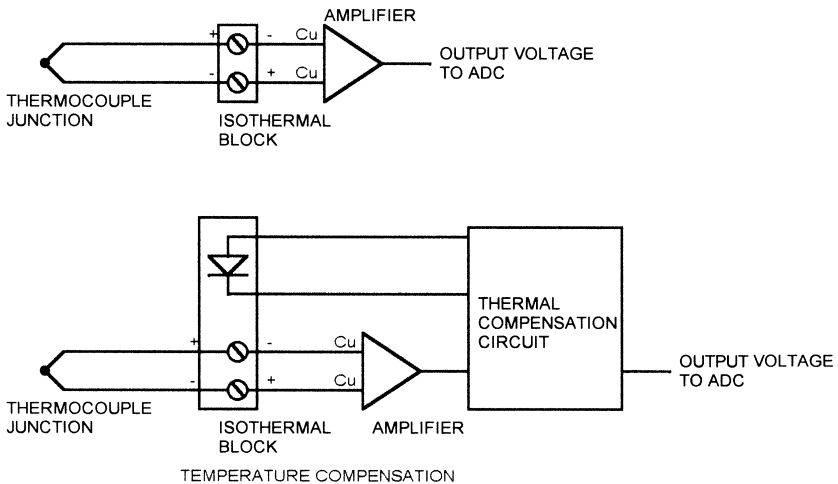 AMPLIFIER
+ - Cu
OUTPUT VOLTAGE
TO ADC
- + Cu
THERMOCOUPLE
JUNCTION
ISOTHERMAL
BLOCK
THERMAL
COMPENSATION
CIRCUIT
+ - Cu
OUTPUT VOLTAGE
TO ADC
- + Cu
THERMOCOUPLE
JUNCTION
ISOTHERMAL
BLOCK
AMPLIFIER
TEMPERATURE COMPENSATION